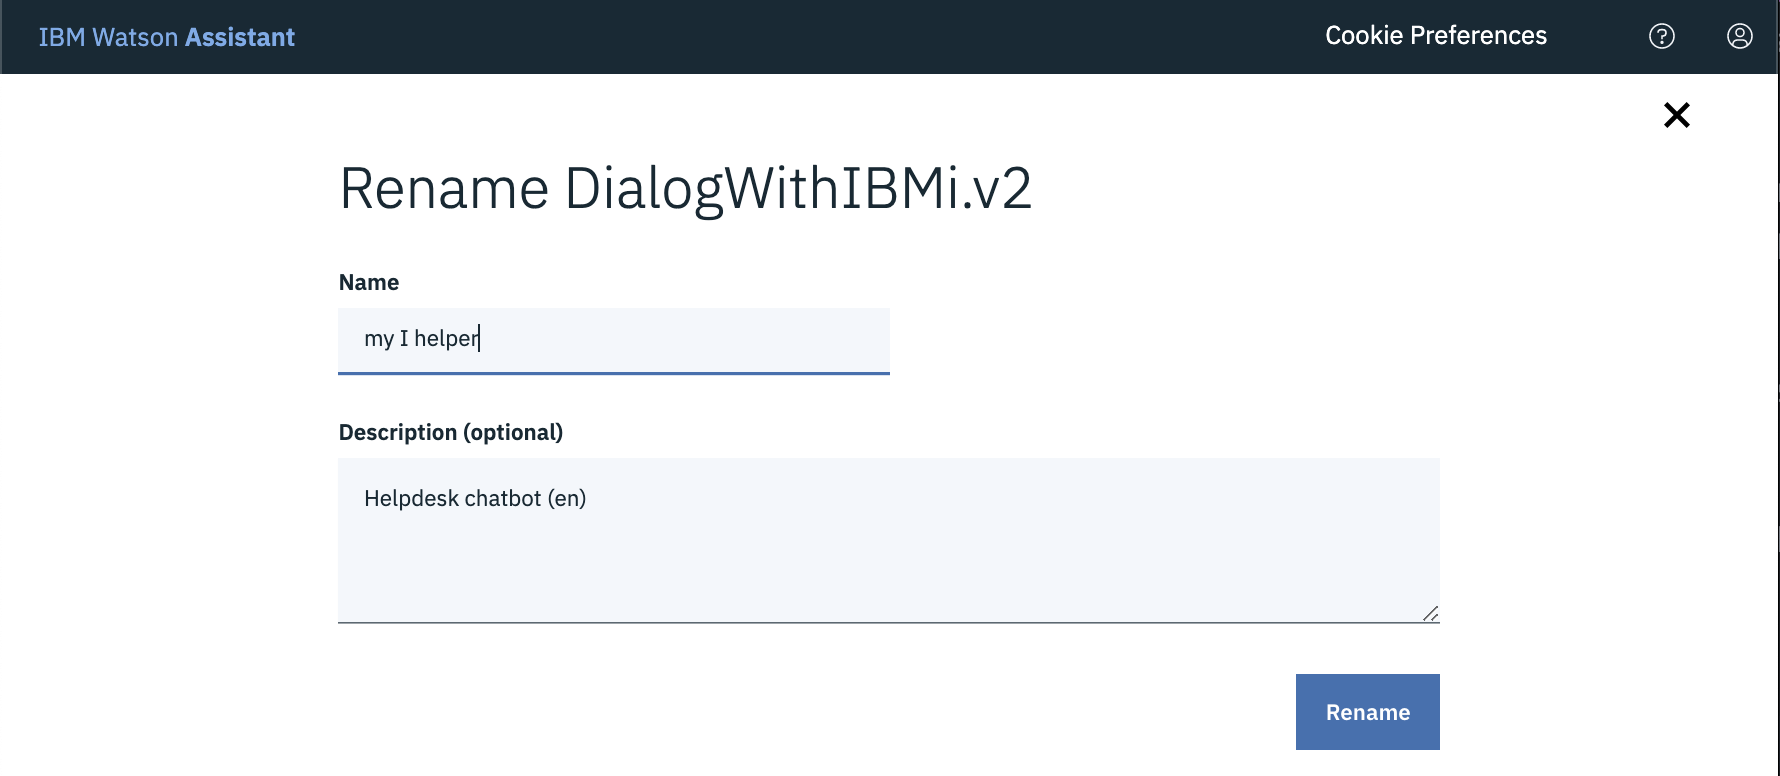 IBM Watson Assistant
Cookie Preferences
Rename DialogWithIBMi.v2
Name
my I helper
Description (optional)
Helpdesk chatbot (en)
Rename